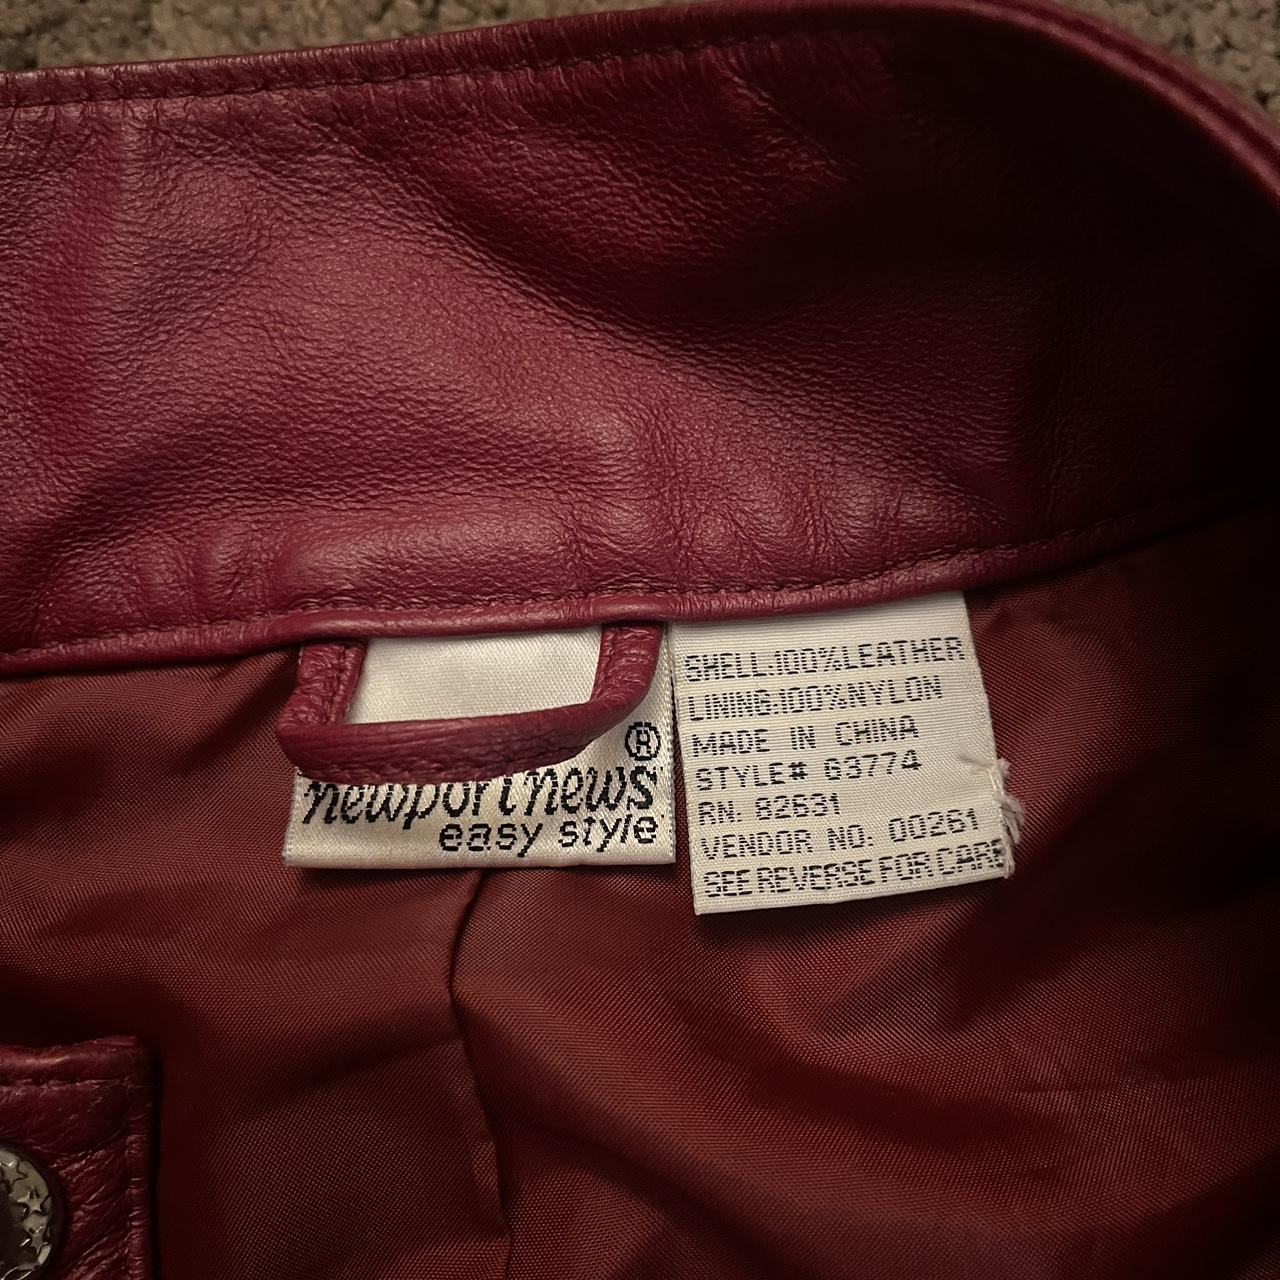 newport news®
easy style
SHELL:100%LEATHER
LINING:100%NYLON
MADE IN CHINA
STYLE# 63774
RN: 82631
VENDOR NO: 00261
SEE REVERSE FOR CARE